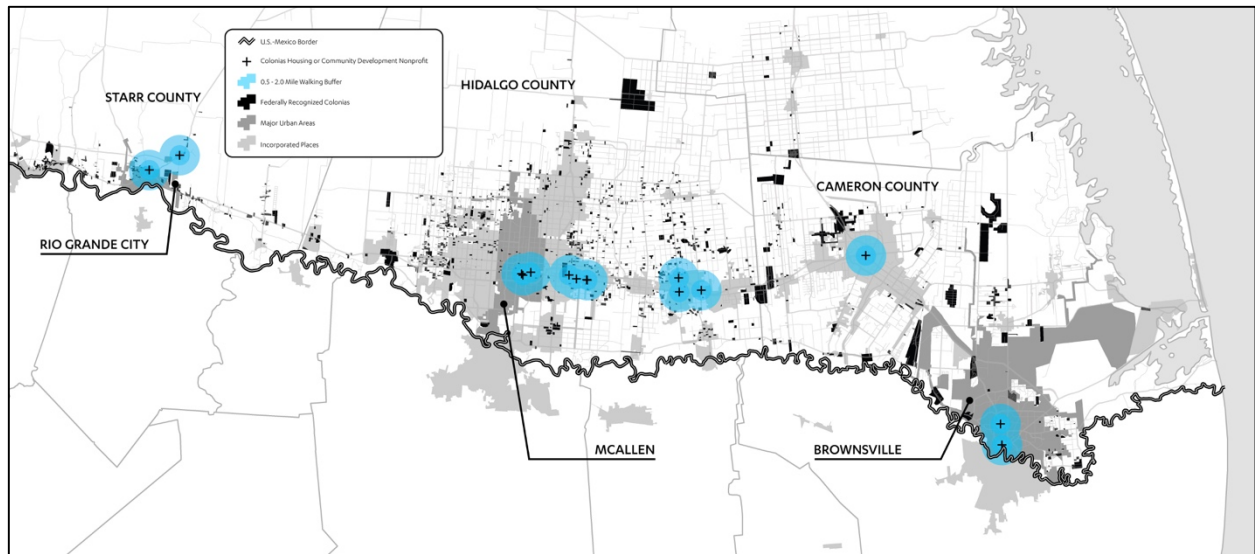 U.S.-Mexico Border
Colonias Housing or Community Development Nonprofit
0.5 - 2.0 Mile Walking Buffer
Federally Recognized Colonias
Major Urban Areas
Incorporated Places
STARR COUNTY
HIDALGO COUNTY
CAMERON COUNTY
RIO GRANDE CITY
MCALLEN
BROWNSVILLE